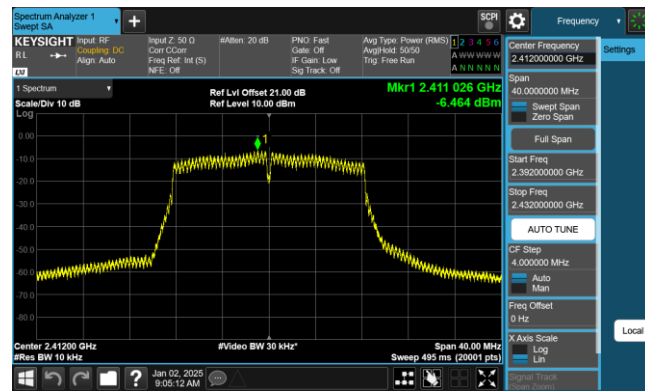 Spectrum Analyzer 1
Swept SA
SCPI
Frequency
KEYSIGHT
RL
Input: RF
Coupling: DC
Align: Auto
Input Z: 50 Ω
Corr CCorr
Freq Ref: Int (S)
NFE: Off
#Atten: 20 dB
PNO: Fast
Gate: Off
IF Gain: Low
Sig Track: Off
Avg Type: Power (RMS)
Avg|Hold: 50/50
Trig: Free Run
1 2 3 4 5 6
A W W W W W
A N N N N N
1 Spectrum
Scale/Div 10 dB
Log
Ref Lvl Offset 21.00 dB
Ref Level 10.00 dBm
Mkr1 2.411 026 GHz
-6.464 dBm
1
0.00
-10.0
-20.0
-30.0
-40.0
-50.0
-60.0
-70.0
-80.0
Center 2.41200 GHz
#Res BW 10 kHz
#Video BW 30 kHz*
Span 40.00 MHz
Sweep 495 ms (20001 pts)
Jan 02, 2025
9:05:12 AM
Center Frequency
2.412000000 GHz
Settings
Span
40.0000000 MHz
Swept Span
Zero Span
Full Span
Start Freq
2.392000000 GHz
Stop Freq
2.432000000 GHz
AUTO TUNE
CF Step
4.000000 MHz
Auto
Man
Freq Offset
0 Hz
X Axis Scale
Log
Lin
Local
Signal Track
(Span Zoom)